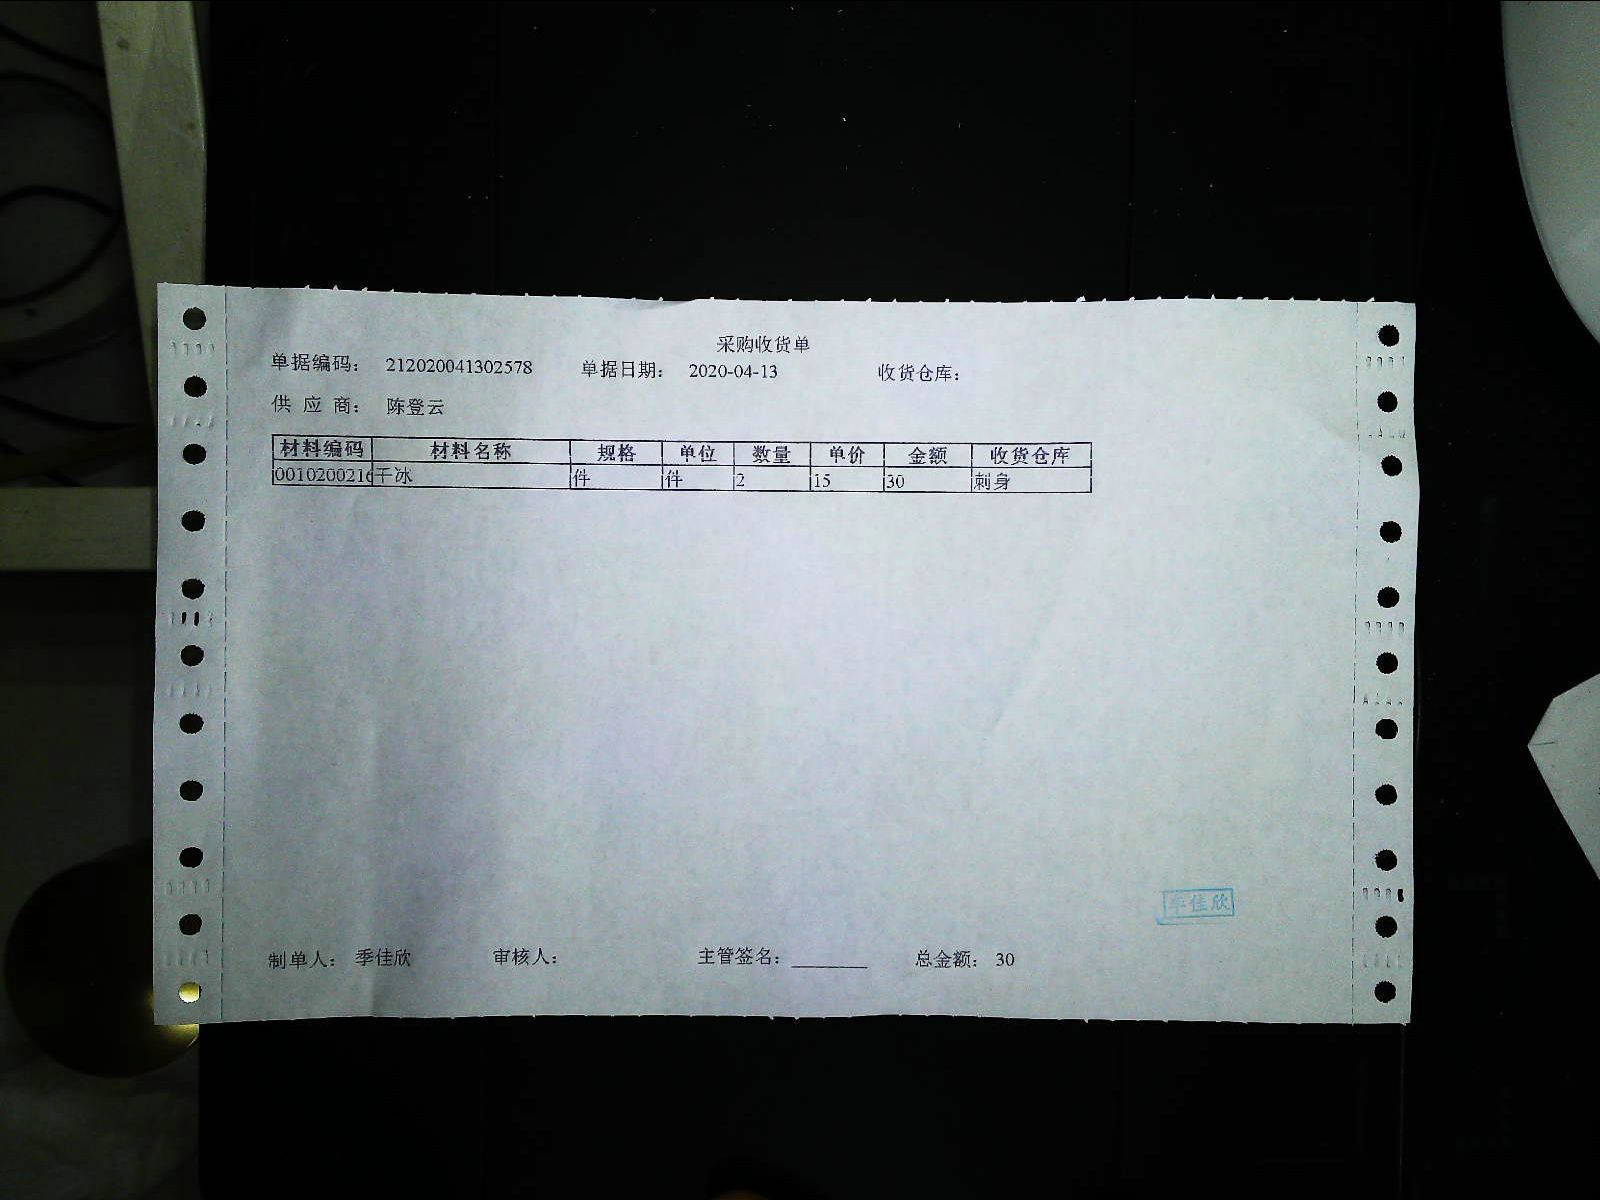 采购收货单
单据编码： 212020041302578 单据日期： 2020-04-13 收货仓库：
供 应 商： 陈登云
材料编码 材料名称 规格 单位 数量 单价 金额 收货仓库
0010200216 干冰 件 件 2 15 30 刺身
季佳欣
制单人： 季佳欣 审核人： 主管签名：________ 总金额： 30